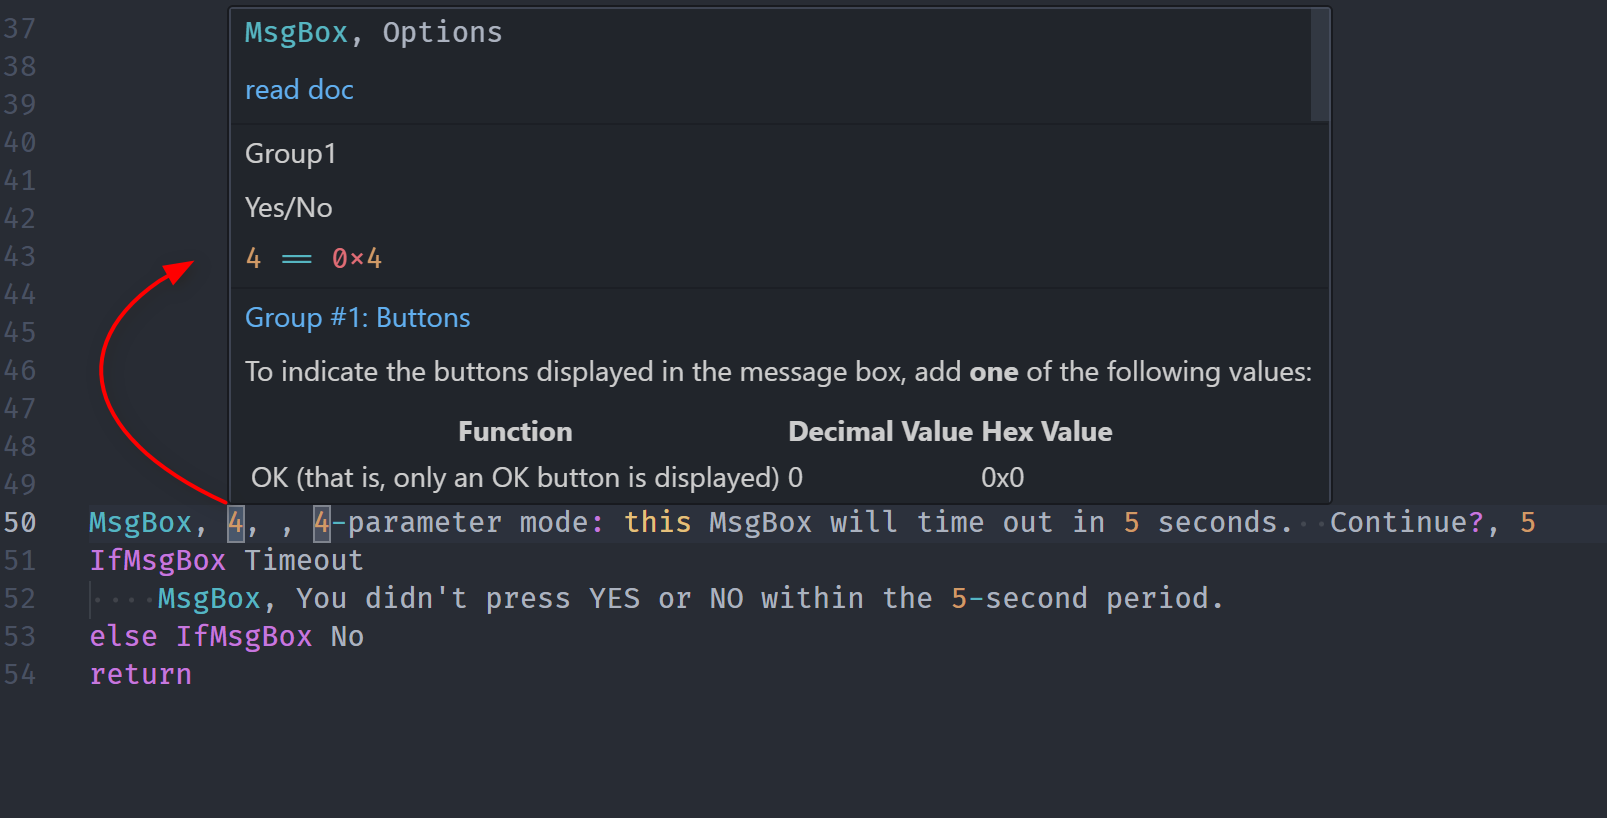 37
38
39
40
41
42
43
44
45
46
47
48
49
MsgBox, Options
read doc
Group1
Yes/No
4 == 0×4
Group #1: Buttons
To indicate the buttons displayed in the message box, add one of the following values:
Function Decimal Value Hex Value
OK (that is, only an OK button is displayed) 0 0x0
50 MsgBox, 4, , 4-parameter mode: this MsgBox will time out in 5 seconds.  Continue?, 5
51 IfMsgBox Timeout
52 MsgBox, You didn't press YES or NO within the 5-second period.
53 else IfMsgBox No
54 return